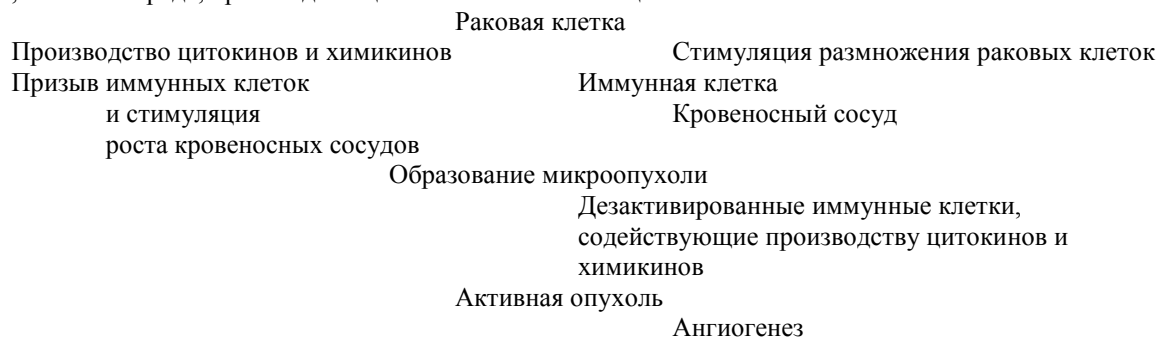 Раковая клетка
Производство цитокинов и химикинов Стимуляция размножения раковых клеток
Призыв иммунных клеток Иммунная клетка
и стимуляция Кровеносный сосуд
роста кровеносных сосудов
Образование микроопухоли
Дезактивированные иммунные клетки,
содействующие производству цитокинов и
химикинов
Активная опухоль
Ангиогенез